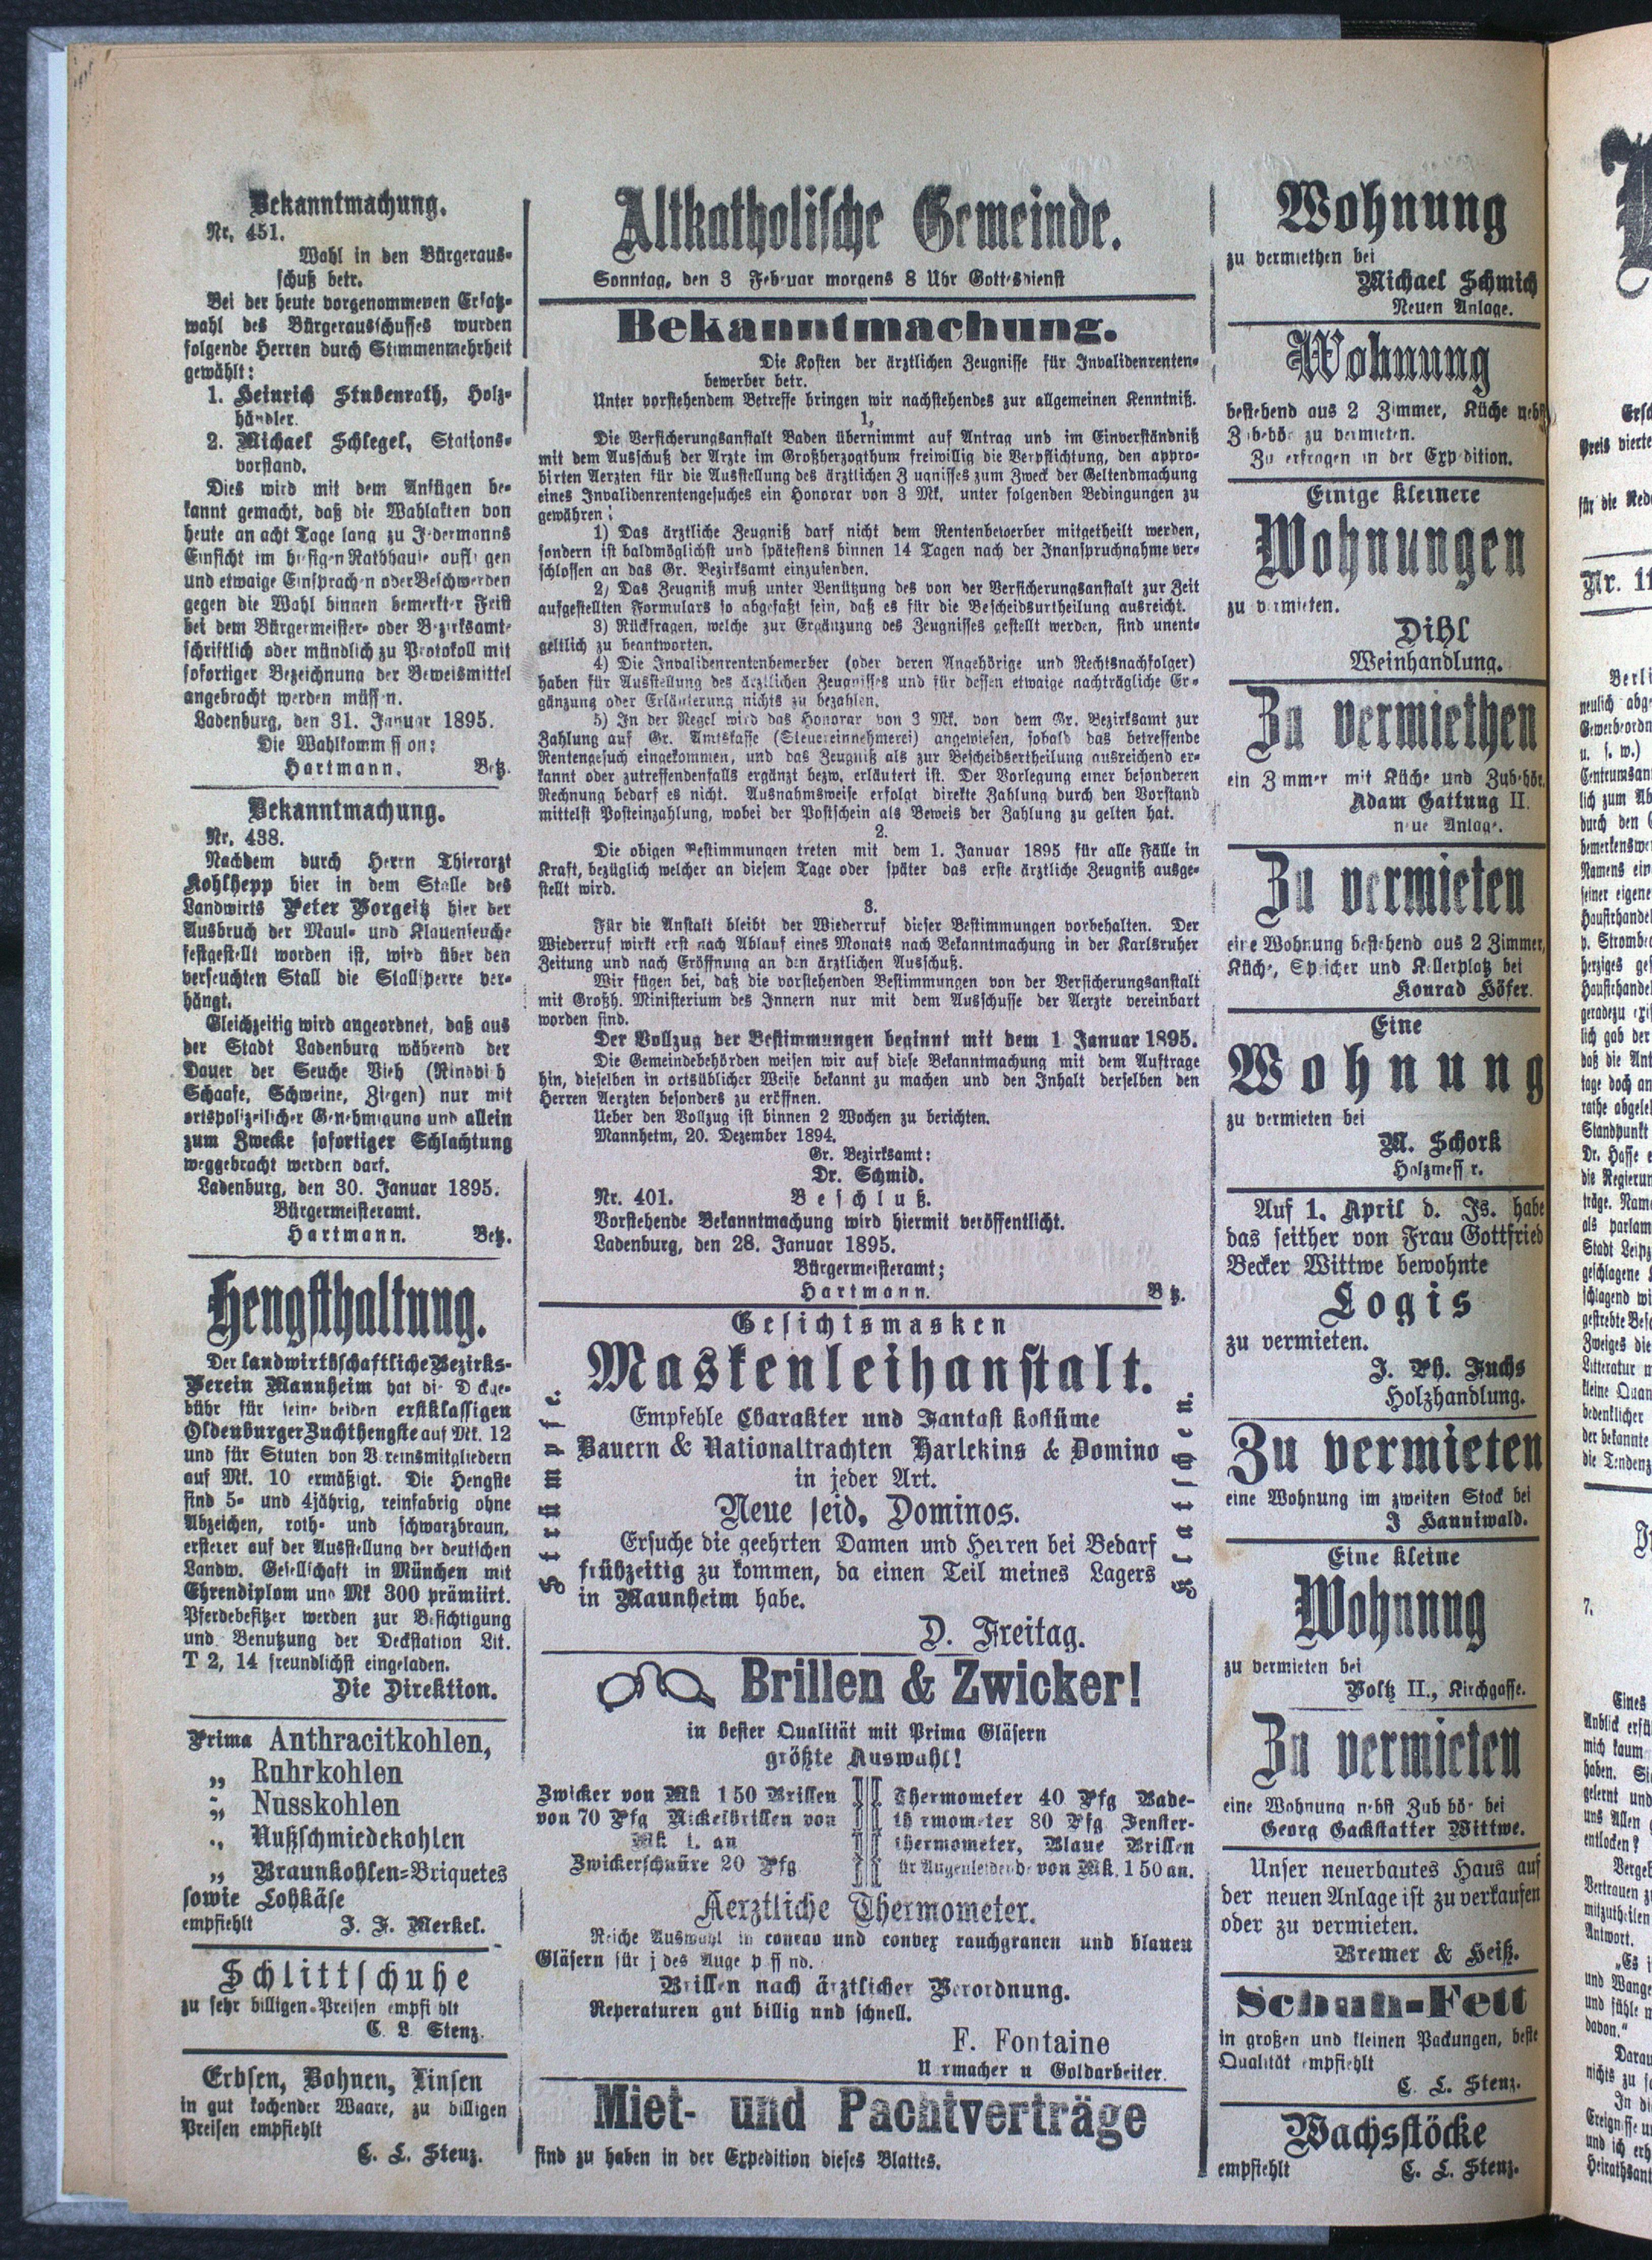 Bekanntmachung.
Nr. 451.
Wahl in den Bürgeraus-
schuß betr.
Bei der heute vorgenommenen Ersatz-
wahl des Bürgerausschusses wurden
folgende Herren durch Stimmenmehrheit
gewählt:
1. Heinrich Stubenrath, Holz-
händler.
2. Michael Schlegel, Stations-
vorstand.
Dies wird mit dem Anfügen be-
kannt gemacht, daß die Wahlakten von
heute an acht Tage lang zu Jedermanns
Einsicht im hiesigen Rathhause aufliegen
und etwaige Einsprachen oder Beschwerden
gegen die Wahl binnen bemerkter Frist
bei dem Bürgermeister- oder Bezirksamt-
schriftlich oder mündlich zu Protokoll mit
sofortiger Bezeichnung der Beweismittel
angebracht werden müssen.
Ladenburg, den 31. Januar 1895.
Die Wahlkommission:
Hartmann. Betz.
Bekanntmachung.
Nr. 438.
Nachdem durch Herrn Thierarzt
Kohlhepp hier in dem Stalle des
Landwirts Peter Borgeitz hier der
Ausbruch der Maul- und Klauenseuche
festgestellt worden ist, wird über den
verseuchten Stall die Stallsperre ver-
hängt.
Gleichzeitig wird angeordnet, daß aus
der Stadt Ladenburg während der
Dauer der Seuche Vieh (Rindvieh
Schaafe, Schweine, Ziegen) nur mit
ortspolizeilicher Genehmigung und allein
zum Zwecke sofortiger Schlachtung
weggebracht werden darf.
Ladenburg, den 30. Januar 1895.
Bürgermeisteramt.
Hartmann. Betz.
Hengsthaltung.
Der landwirthschaftliche Bezirks-
Verein Mannheim hat die Deckge-
bühr für seine beiden erstklassigen
Oldenburger Zuchthengste auf Mk. 12
und für Stuten von Vereinsmitgliedern
auf Mk. 10 ermäßigt. Die Hengste
sind 5- und 4jährig, reinfabrig ohne
Abzeichen, roth- und schwarzbraun,
ersterer auf der Ausstellung der deutschen
Landw. Gesellschaft in München mit
Ehrendiplom und Mk 300 prämiirt.
Pferdebesitzer werden zur Besichtigung
und Benutzung der Deckstation Lit.
T 2, 14 freundlichst eingeladen.
Die Direktion.
Prima Anthracitkohlen,
„ Ruhrkohlen
„ Nusskohlen
„ Nußschmiedekohlen
„ Braunkohlen=Briquetes
sowie Lohkäse
empfiehlt J. F. Merkel.
Schlittschuhe
zu sehr billigen Preisen empfiehlt
C. L. Stenz.
Erbsen, Bohnen, Linsen
in gut kochender Waare, zu billigen
Preisen empfiehlt
C. L. Stenz.
Altkatholische Gemeinde.
Sonntag, den 3 Februar morgens 8 Uhr Gottesdienst
Bekanntmachung.
Die Kosten der ärztlichen Zeugnisse für Invalidenrenten-
bewerber betr.
Unter vorstehendem Betreffe bringen wir nachstehendes zur allgemeinen Kenntniß.
1,
Die Versicherungsanstalt Baden übernimmt auf Antrag und im Einverständniß
mit dem Ausschuß der Ärzte im Großherzogthum freiwillig die Verpflichtung, den appro-
birten Aerzten für die Ausstellung des ärztlichen Zeugnisses zum Zweck der Geltendmachung
eines Invalidenrentengesuches ein Honorar von 3 Mk. unter folgenden Bedingungen zu
gewähren:
1) Das ärztliche Zeugniß darf nicht dem Rentenbewerber mitgetheilt werden,
sondern ist baldmöglichst und spätestens binnen 14 Tagen nach der Inanspruchnahme ver-
schlossen an das Gr. Bezirksamt einzusenden.
2) Das Zeugniß muß unter Benützung des von der Versicherungsanstalt zur Zeit
aufgestellten Formulars so abgefaßt sein, daß es für die Bescheidsurtheilung ausreicht.
3) Rückfragen, welche zur Ergänzung des Zeugnisses gestellt werden, sind unent-
geltlich zu beantworten.
4) Die Invalidenrentenbewerber (oder deren Angehörige und Rechtsnachfolger)
haben für Ausstellung des ärztlichen Zeugnisses und für dessen etwaige nachträgliche Er-
gänzung oder Erläuterung nichts zu bezahlen.
5) In der Regel wird das Honorar von 3 Mk. von dem Gr. Bezirksamt zur
Zahlung auf Gr. Amtskasse (Steuereinnehmerei) angewiesen, sobald das betreffende
Rentengesuch eingekommen, und das Zeugniß als zur Bescheidsertheilung ausreichend er-
kannt oder zutreffendenfalls ergänzt bezw. erläutert ist. Der Vorlegung einer besonderen
Rechnung bedarf es nicht. Ausnahmsweise erfolgt direkte Zahlung durch den Vorstand
mittelst Posteinzahlung, wobei der Postschein als Beweis der Zahlung zu gelten hat.
2.
Die obigen Bestimmungen treten mit dem 1. Januar 1895 für alle Fälle in
Kraft, bezüglich welcher an diesem Tage oder später das erste ärztliche Zeugniß ausge-
stellt wird.
3.
Für die Anstalt bleibt der Wiederruf dieser Bestimmungen vorbehalten. Der
Wiederruf wirkt erst nach Ablauf eines Monats nach Bekanntmachung in der Karlsruher
Zeitung und nach Eröffnung an den ärztlichen Ausschuß.
Wir fügen bei, daß die vorstehenden Bestimmungen von der Versicherungsanstalt
mit Großh. Ministerium des Innern nur mit dem Ausschusse der Aerzte vereinbart
worden sind.
Der Vollzug der Bestimmungen beginnt mit dem 1 Januar 1895.
Die Gemeindebehörden weisen wir auf diese Bekanntmachung mit dem Auftrage
hin, dieselben in ortsüblicher Weise bekannt zu machen und den Inhalt derselben den
Herren Aerzten besonders zu eröffnen.
Ueber den Vollzug ist binnen 2 Wochen zu berichten.
Mannheim, 20. Dezember 1894.
Gr. Bezirksamt:
Dr. Schmid.
Nr. 401. Beschluß.
Vorstehende Bekanntmachung wird hiermit veröffentlicht.
Ladenburg, den 28. Januar 1895.
Bürgermeisteramt;
Hartmann. Betz.
Gesichtsmasken
Maskenleihanstalt.
Strümpfe.
Empfehle Charakter und Fantasi kostüme
Bauern & Nationaltrachten Harlekins & Domino
in jeder Art.
Neue seid. Dominos.
Ersuche die geehrten Damen und Herren bei Bedarf
frühzeitig zu kommen, da einen Teil meines Lagers
in Mannheim habe.
D. Freitag.
Brillen & Zwicker!
in bester Qualität mit Prima Gläsern
größte Auswahl!
Zwicker von Mk 150 Brillen
von 70 Pfg Nickelbrillen von
Mk 1. an
Zwickerschnüre 20 Pfg
Thermometer 40 Pfg Bade-
thermometer 80 Pfg Fenster-
thermometer, Blaue Brillen
für Augenleidende von Mk. 150 an.
Aerztliche Thermometer.
Reiche Auswahl in concao und convex rauchgrauen und blauen
Gläsern für jedes Auge passend.
Brillen nach ärztlicher Verordnung.
Reperaturen gut billig und schnell.
F. Fontaine
Uhrmacher u Goldarbeiter.
Miet- und Pachtverträge
sind zu haben in der Expedition dieses Blattes.
Wohnung
zu vermiethen bei
Michael Schmich
Neuen Anlage.
Wohnung
bestehend aus 2 Zimmer, Küche nebst
Zubehör zu vermieten.
Zu erfragen in der Expedition.
Einige kleinere
Wohnungen
zu vermieten.
Dihl
Weinhandlung.
Zu vermiethen
ein Zimmer mit Küche und Zubehör.
Adam Gattung II.
neue Anlage.
Zu vermieten
eine Wohnung bestehend aus 2 Zimmer,
Küche, Speicher und Kellerplatz bei
Konrad Höfer.
Eine
Wohnung
zu vermieten bei
M. Schork
Holzmesser.
Auf 1. April d. Js. habe
das seither von Frau Gottfried
Becker Wittwe bewohnte
Logis
zu vermieten.
J. Ph. Fuchs
Holzhandlung.
Zu vermieten
eine Wohnung im zweiten Stock bei
J Hanniwald.
Eine kleine
Wohnung
zu vermieten bei
Voltz II., Kirchgasse.
Zu vermieten
eine Wohnung nebst Zubehör bei
Georg Gackstatter Wittwe.
Unser neuerbautes Haus auf
der neuen Anlage ist zu verkaufen
oder zu vermieten.
Bremer & Heiß.
Schuh-Fett
in großen und kleinen Packungen, beste
Qualität empfiehlt
C. L. Stenz.
Wachsstöcke
empfiehlt C. L. Stenz.
Nr. 11